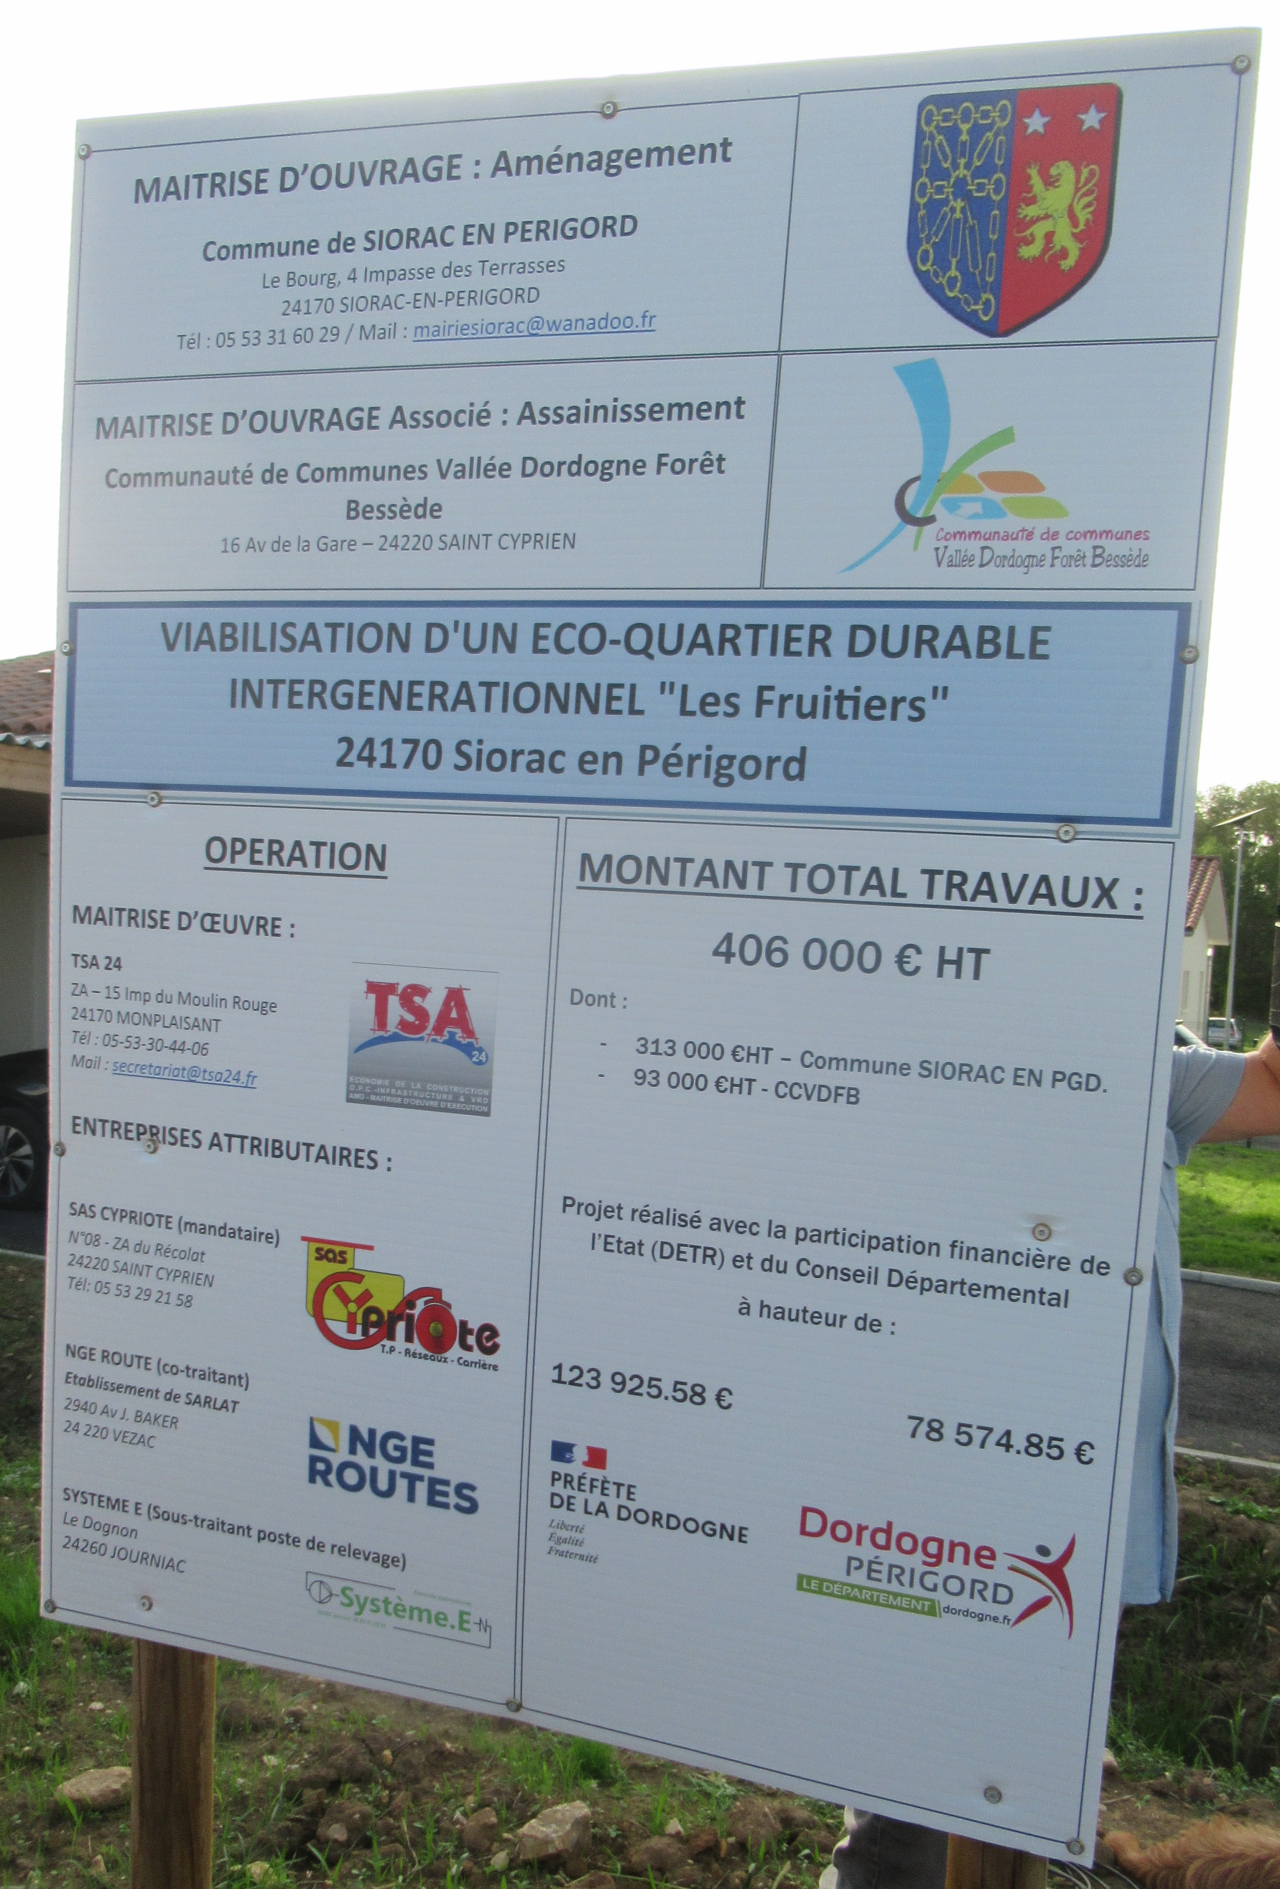 MAITRISE D'OUVRAGE : Aménagement
Commune de SIORAC EN PERIGORD
Le Bourg, 4 Impasse des Terrasses
24170 SIORAC-EN-PERIGORD
Tél : 05 53 31 60 29 / Mail : mairiesiorac@wanadoo.fr
MAITRISE D'OUVRAGE Associé : Assainissement
Communauté de Communes Vallée Dordogne Forêt
Bessède
16 Av de la Gare – 24220 SAINT CYPRIEN
Communauté de communes
Vallée Dordogne Forêt Bessède
VIABILISATION D'UN ECO-QUARTIER DURABLE
INTERGENERATIONNEL "Les Fruitiers"
24170 Siorac en Périgord
OPERATION
MAITRISE D'ŒUVRE :
TSA 24
ZA – 15 Imp du Moulin Rouge
24170 MONPLAISANT
Tél : 05-53-30-44-06
Mail : secretariat@tsa24.fr
TSA
24
ECONOMIE DE LA CONSTRUCTION
O.P.C.-INFRASTRUCTURE & VRD
AMO - MAITRISE D'OEUVRE D'EXECUTION
ENTREPRISES ATTRIBUTAIRES :
SAS CYPRIOTE (mandataire)
N°08 - ZA du Récolat
24220 SAINT CYPRIEN
Tél: 05 53 29 21 58
sas
Cypriote
T.P - Réseaux - Carrière
NGE ROUTE (co-traitant)
Etablissement de SARLAT
2940 Av J. BAKER
24 220 VEZAC
NGE
ROUTES
SYSTEME E (Sous-traitant poste de relevage)
Le Dognon
24260 JOURNIAC
Système.E
MONTANT TOTAL TRAVAUX :
406 000 € HT
Dont :
- 313 000 €HT – Commune SIORAC EN PGD.
- 93 000 €HT - CCVDFB
Projet réalisé avec la participation financière de
l'Etat (DETR) et du Conseil Départemental
à hauteur de :
123 925.58 €
78 574.85 €
PRÉFÈTE
DE LA DORDOGNE
Liberté
Égalité
Fraternité
Dordogne
PÉRIGORD
LE DÉPARTEMENT dordogne.fr